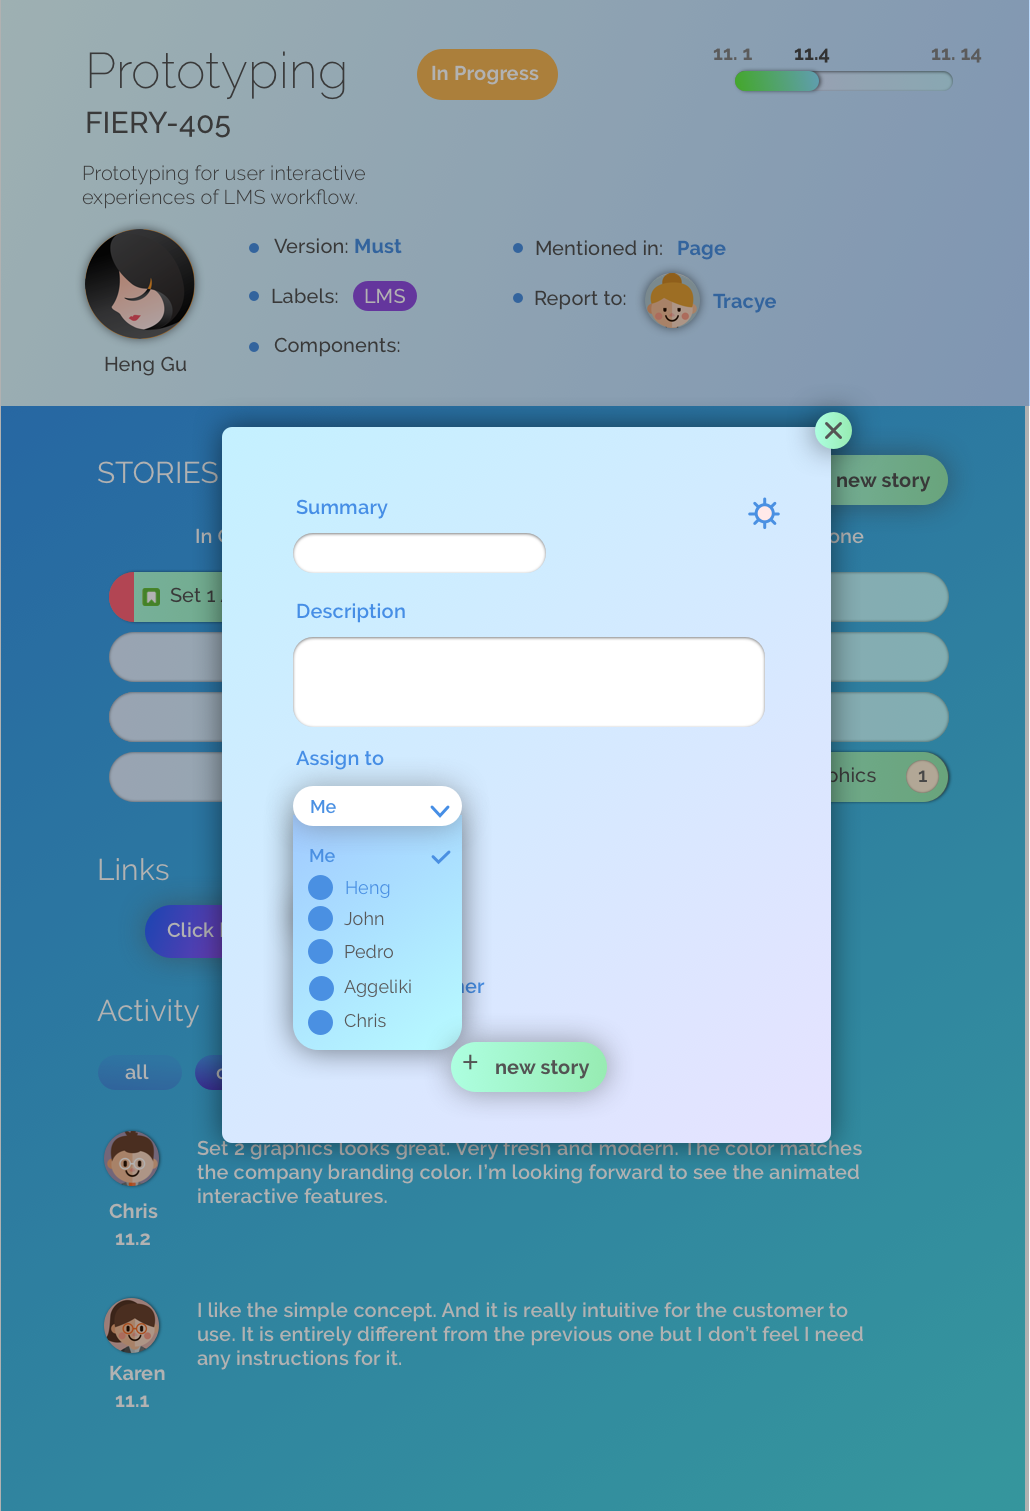 Prototyping
In Progress
11. 1 11.4 11. 14
FIERY-405
Prototyping for user interactive
experiences of LMS workflow.
Version: Must
Mentioned in: Page
Labels: LMS
Report to: Tracye
Components:
Heng Gu
STORIES
new story
In
Set 1
1
Links
Click
Activity
all
Summary
Description
Assign to
Me
Me
Heng
John
Pedro
Aggeliki
Chris
+ new story
Set 2 graphics looks great. Very fresh and modern. The color matches
the company branding color. I'm looking forward to see the animated
interactive features.
Chris
11.2
I like the simple concept. And it is really intuitive for the customer to
use. It is entirely different from the previous one but I don't feel I need
any instructions for it.
Karen
11.1